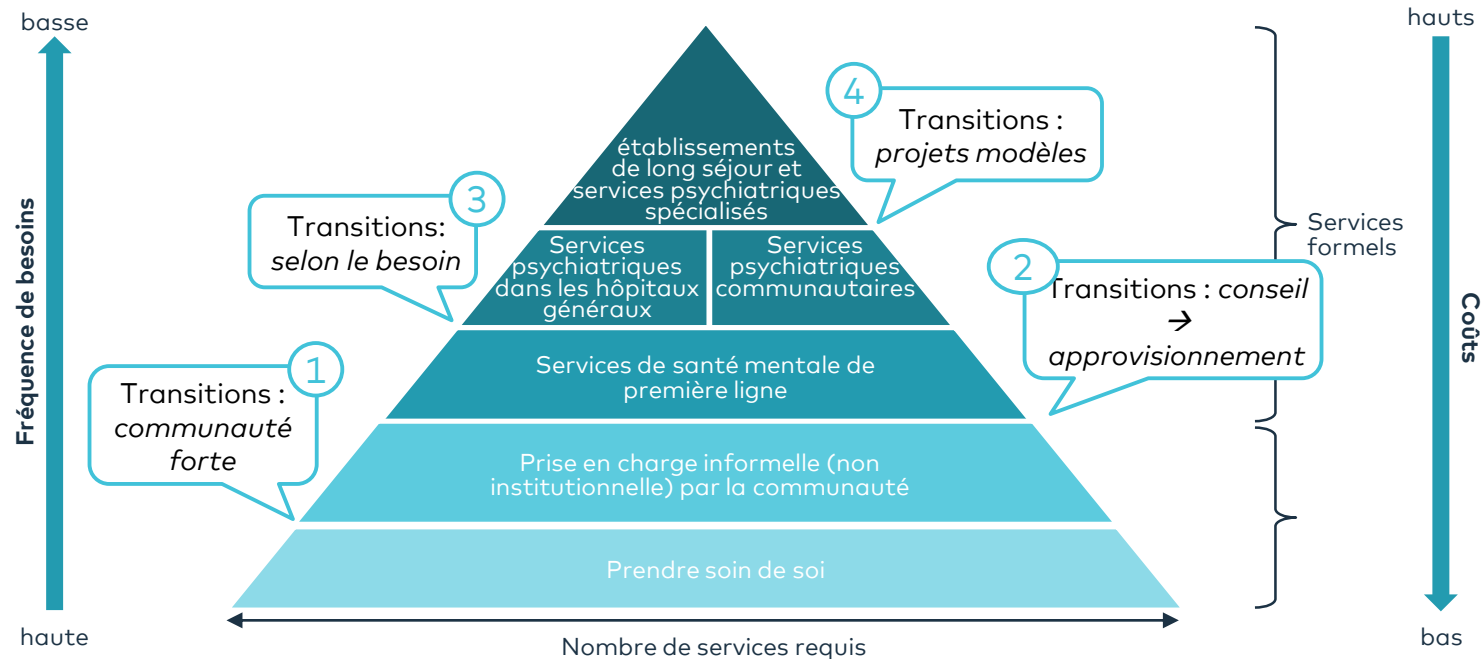 basse
hauts
4
Transitions :
projets modèles
établissements
de long séjour et
services psychiatriques
spécialisés
3
Transitions:
selon le besoin
Services
psychiatriques
dans les hôpitaux
généraux
Services
psychiatriques
communautaires
Services
formels
2
Transitions : conseil
→
approvisionnement
Fréquence de besoins
Coûts
1
Transitions :
communauté
forte
Services de santé mentale de
première ligne
Prise en charge informelle (non
institutionnelle) par la communauté
Prendre soin de soi
haute
Nombre de services requis
bas